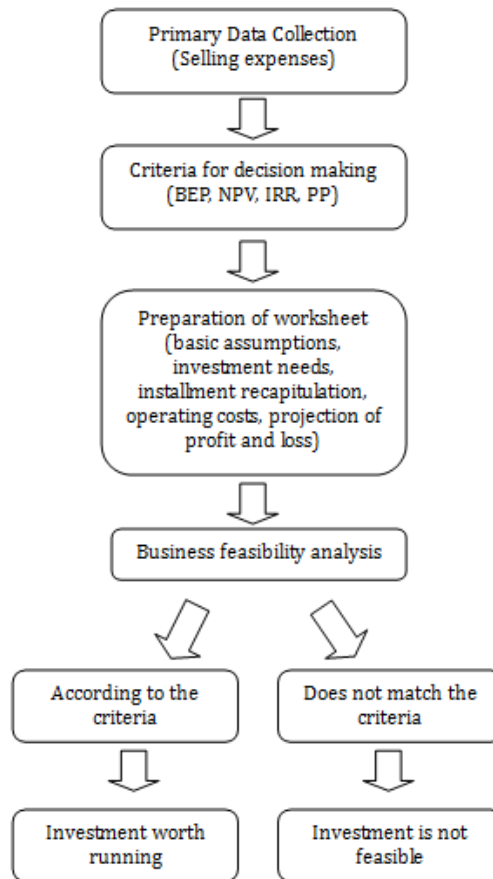 Primary Data Collection
(Selling expenses)
Criteria for decision making
(BEP, NPV, IRR, PP)
Preparation of worksheet
(basic assumptions,
investment needs,
installment recapitulation,
operating costs, projection of
profit and loss)
Business feasibility analysis
According to the
criteria
Does not match the
criteria
Investment worth
running
Investment is not
feasible